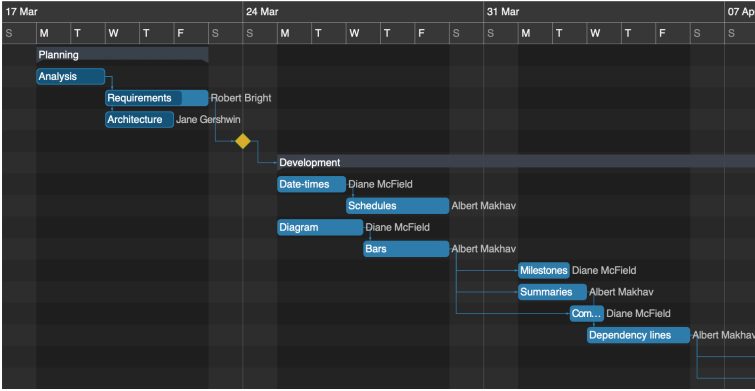 17 Mar 24 Mar 31 Mar 07 Ap
S M T W T F S S M T W T F S S M T W T F S S
Planning
Analysis
Requirements Robert Bright
Architecture Jane Gershwin
Development
Date-times Diane McField
Schedules Albert Makhav
Diagram Diane McField
Bars Albert Makhav
Milestones Diane McField
Summaries Albert Makhav
Com... Diane McField
Dependency lines Albert Makhav